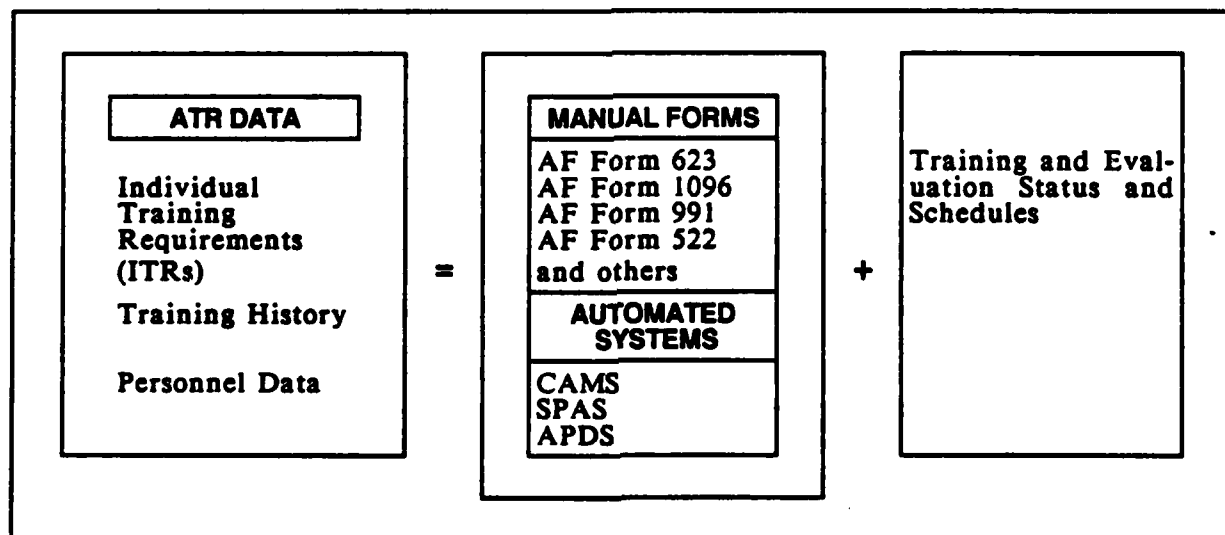 ATR DATA
Individual
Training
Requirements
(ITRs)
Training History
Personnel Data
=
MANUAL FORMS
AF Form 623
AF Form 1096
AF Form 991
AF Form 522
and others
AUTOMATED
SYSTEMS
CAMS
SPAS
APDS
+
Training and Eval-
uation Status and
Schedules